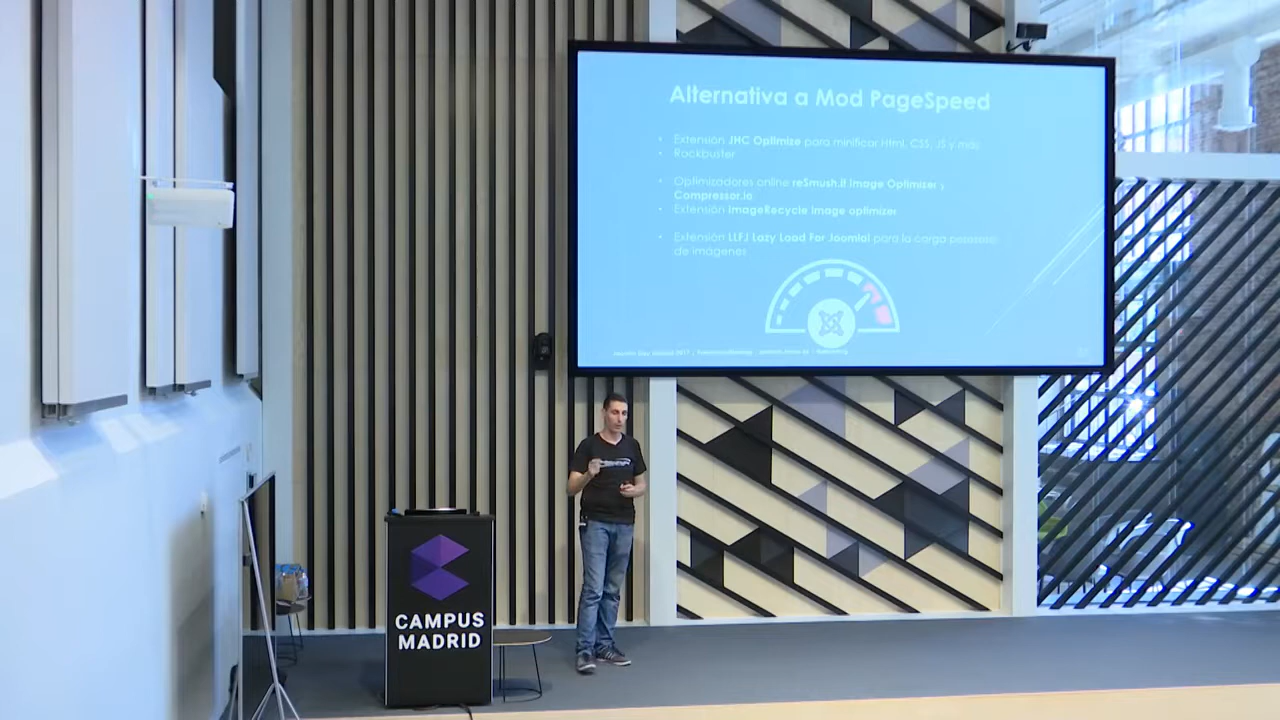 Alternativa a Mod PageSpeed
• Extensión JHC Optimize para minificar Html, CSS, JS y más
• Rockbuster
• Optimizadores online reSmush.it Image Optimizer y
Compressor.io
• Extensión ImageRecycle image optimizer
• Extensión LLFJ Lazy Load For Joomla! para la carga
de imágenes
CAMPUS
MADRID